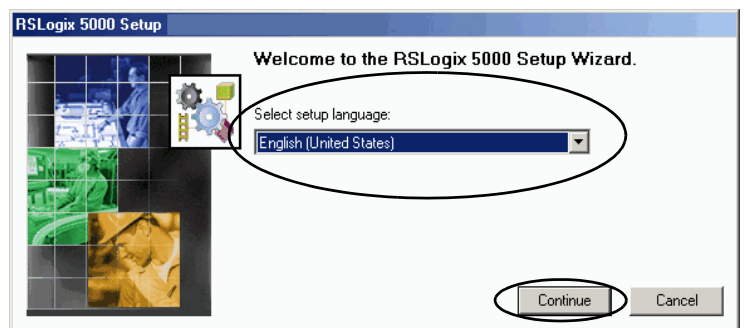 RSLogix 5000 Setup
Welcome to the RSLogix 5000 Setup Wizard.
Select setup language:
English (United States)
Continue
Cancel